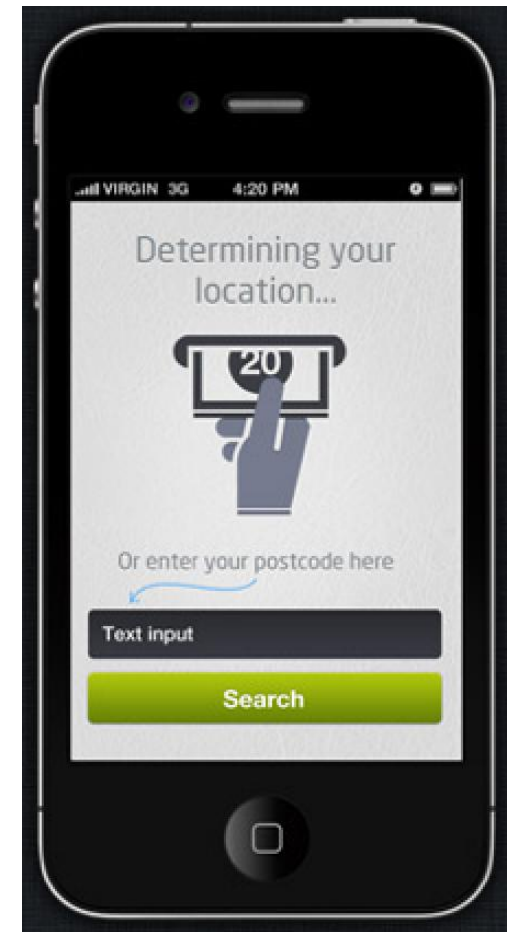 VIRGIN 3G 4:20 PM
Determining your
location...
20
Or enter your postcode here
Text input
Search